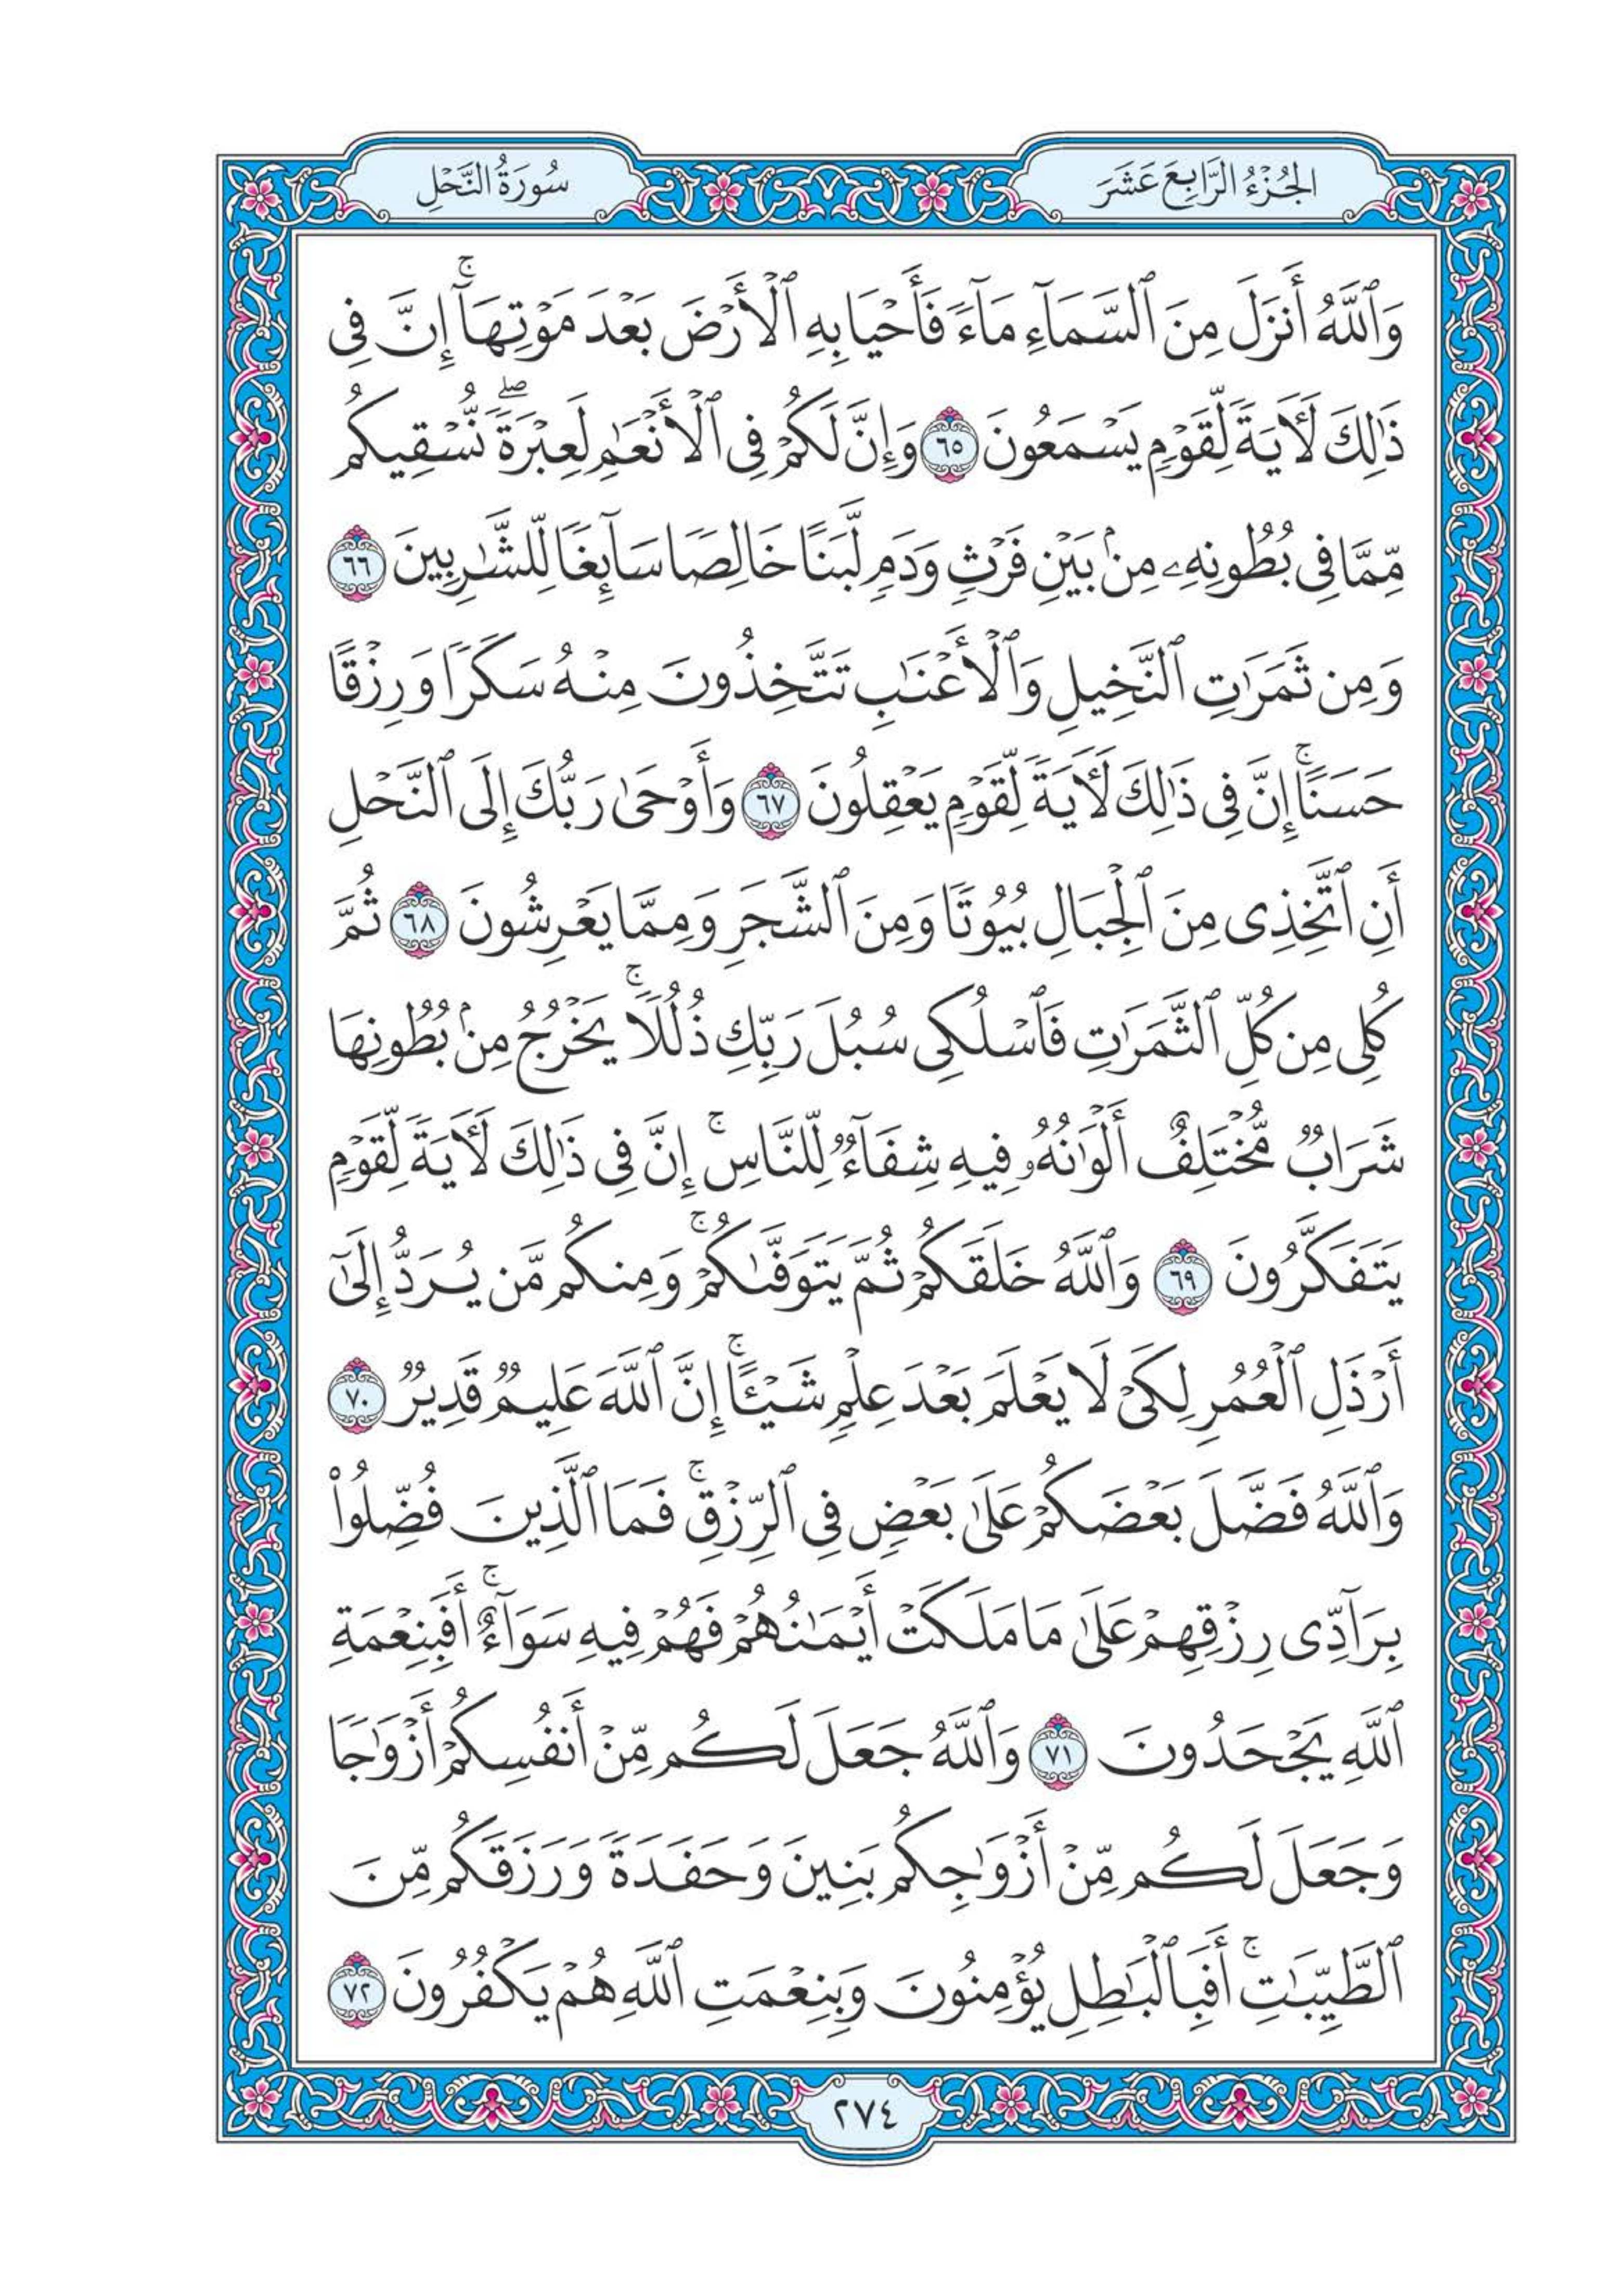 الجُزْءُ الرَّابِعَ عَشَرَ
سُورَةُ النَّحْلِ
وَٱللَّهُ أَنزَلَ مِنَ ٱلسَّمَآءِ مَآءٗ فَأَحۡيَا بِهِ ٱلۡأَرۡضَ بَعۡدَ مَوۡتِهَآۚ إِنَّ فِي
ذَٰلِكَ لَأٓيَةٗ لِّقَوۡمٖ يَسۡمَعُونَ ٦٥ وَإِنَّ لَكُمۡ فِي ٱلۡأَنۡعَٰمِ لَعِبۡرَةٗۖ نُّسۡقِيكُم
مِّمَّا فِي بُطُونِهِۦ مِنۢ بَيۡنِ فَرۡثٖ وَدَمٖ لَّبَنًا خَالِصٗا سَآئِغٗا لِّلشَّٰرِبِينَ ٦٦
وَمِن ثَمَرَٰتِ ٱلنَّخِيلِ وَٱلۡأَعۡنَٰبِ تَتَّخِذُونَ مِنۡهُ سَكَرٗا وَرِزۡقًا
حَسَنًاۚ إِنَّ فِي ذَٰلِكَ لَأٓيَةٗ لِّقَوۡمٖ يَعۡقِلُونَ ٦٧ وَأَوۡحَىٰ رَبُّكَ إِلَى ٱلنَّحۡلِ
أَنِ ٱتَّخِذِي مِنَ ٱلۡجِبَالِ بُيُوتٗا وَمِنَ ٱلشَّجَرِ وَمِمَّا يَعۡرِشُونَ ٦٨ ثُمَّ
كُلِي مِن كُلِّ ٱلثَّمَرَٰتِ فَٱسۡلُكِي سُبُلَ رَبِّكِ ذُلُلٗاۚ يَخۡرُجُ مِنۢ بُطُونِهَا
شَرَابٞ مُّخۡتَلِفٌ أَلۡوَٰنُهُۥ فِيهِ شِفَآءٞ لِّلنَّاسِۚ إِنَّ فِي ذَٰلِكَ لَأٓيَةٗ لِّقَوۡمٖ
يَتَفَكَّرُونَ ٦٩ وَٱللَّهُ خَلَقَكُمۡ ثُمَّ يَتَوَفَّىٰكُمۡۚ وَمِنكُم مَّن يُرَدُّ إِلَىٰٓ
أَرۡذَلِ ٱلۡعُمُرِ لِكَيۡ لَا يَعۡلَمَ بَعۡدَ عِلۡمٖ شَيۡـًٔاۚ إِنَّ ٱللَّهَ عَلِيمٞ قَدِيرٞ ٧٠
وَٱللَّهُ فَضَّلَ بَعۡضَكُمۡ عَلَىٰ بَعۡضٖ فِي ٱلرِّزۡقِۚ فَمَا ٱلَّذِينَ فُضِّلُواْ
بِرَآدِّي رِزۡقِهِمۡ عَلَىٰ مَا مَلَكَتۡ أَيۡمَٰنُهُمۡ فَهُمۡ فِيهِ سَوَآءٌۚ أَفَبِنِعۡمَةِ
ٱللَّهِ يَجۡحَدُونَ ٧١ وَٱللَّهُ جَعَلَ لَكُم مِّنۡ أَنفُسِكُمۡ أَزۡوَٰجٗا
وَجَعَلَ لَكُم مِّنۡ أَزۡوَٰجِكُم بَنِينَ وَحَفَدَةٗ وَرَزَقَكُم مِّنَ
ٱلطَّيِّبَٰتِۚ أَفَبِٱلۡبَٰطِلِ يُؤۡمِنُونَ وَبِنِعۡمَتِ ٱللَّهِ هُمۡ يَكۡفُرُونَ ٧٢
٢٧٤